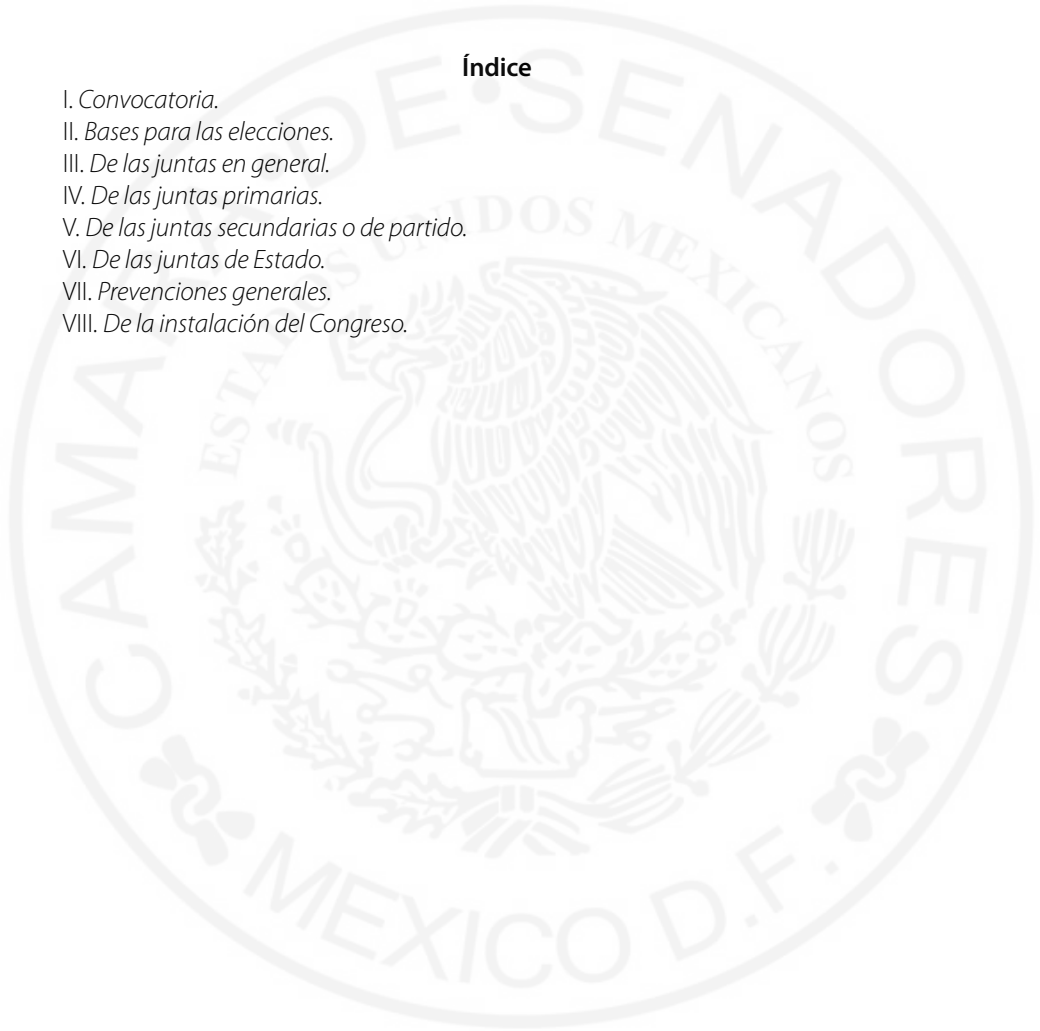 Índice
I. Convocatoria.
II. Bases para las elecciones.
III. De las juntas en general.
IV. De las juntas primarias.
V. De las juntas secundarias o de partido.
VI. De las juntas de Estado.
VII. Prevenciones generales.
VIII. De la instalación del Congreso.
CAMARA DE•SENADORES
ESTADOS UNIDOS MEXICANOS
MEXICO D.F.